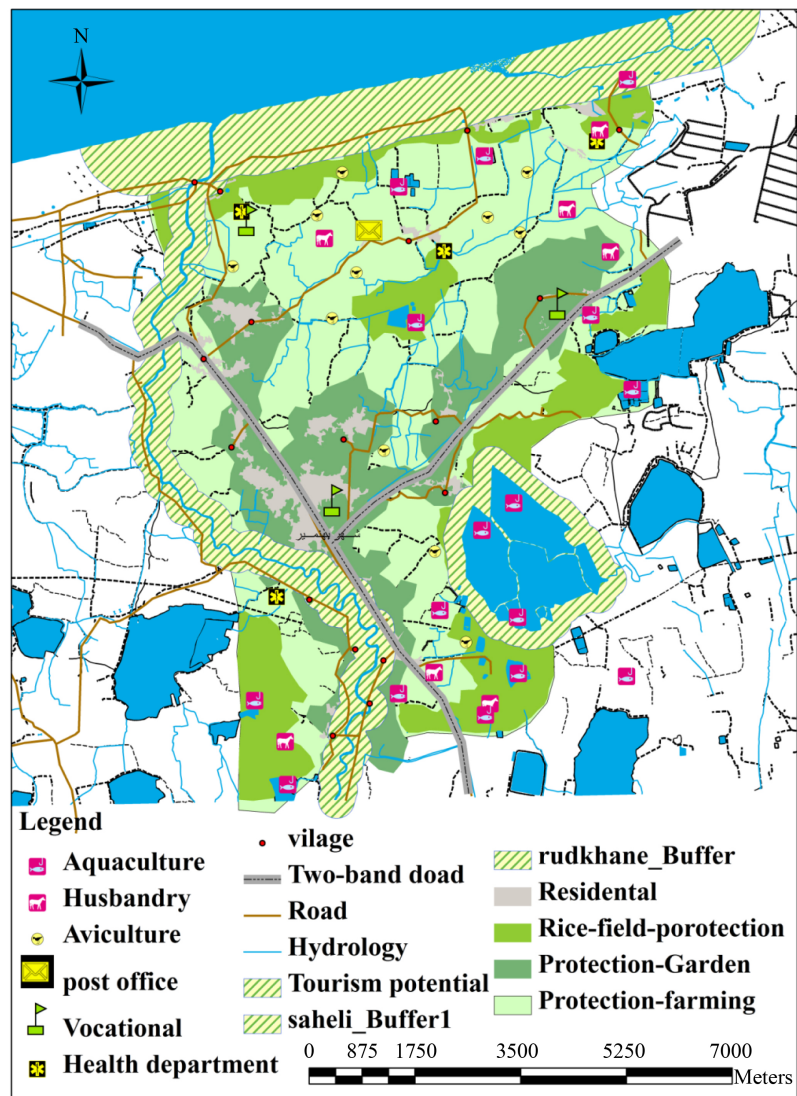 N
Legend
Aquaculture
Husbandry
Aviculture
post office
Vocational
Health department
vilage
Two-band doad
Road
Hydrology
Tourism potential
saheli_Buffer1
rudkhane_Buffer
Residental
Rice-field-porotection
Protection-Garden
Protection-farming
0 875 1750 3500 5250 7000
Meters